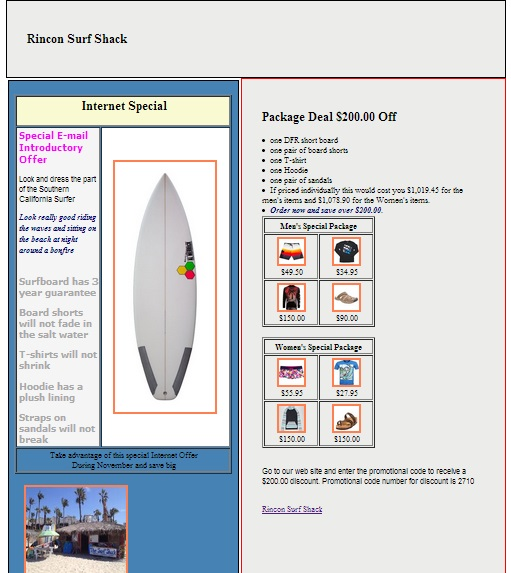 Rincon Surf Shack
Internet Special
Special E-mail
Introductory
Offer
Look and dress the part
of the Southern
California Surfer
Look really good riding
the waves and sitting on
the beach at night
around a bonfire
Surfboard has 3
year guarantee
Board shorts
will not fade in
the salt water
T-shirts will not
shrink
Hoodie has a
plush lining
Straps on
sandals will not
break
Take advantage of this special Internet Offer
During November and save big
Package Deal $200.00 Off
• one DFR short board
• one pair of board shorts
• one T-shirt
• one Hoodie
• one pair of sandals
• If priced individually this would cost you $1,019.45 for the
men's items and $1,078.90 for the Women's items.
• Order now and save over $200.00.
Men's Special Package
$49.50 $34.95
$150.00 $90.00
Women's Special Package
$55.95 $27.95
$150.00 $150.00
Go to our web site and enter the promotional code to receive a
$200.00 discount. Promotional code number for discount is 2710
Rincon Surf Shack